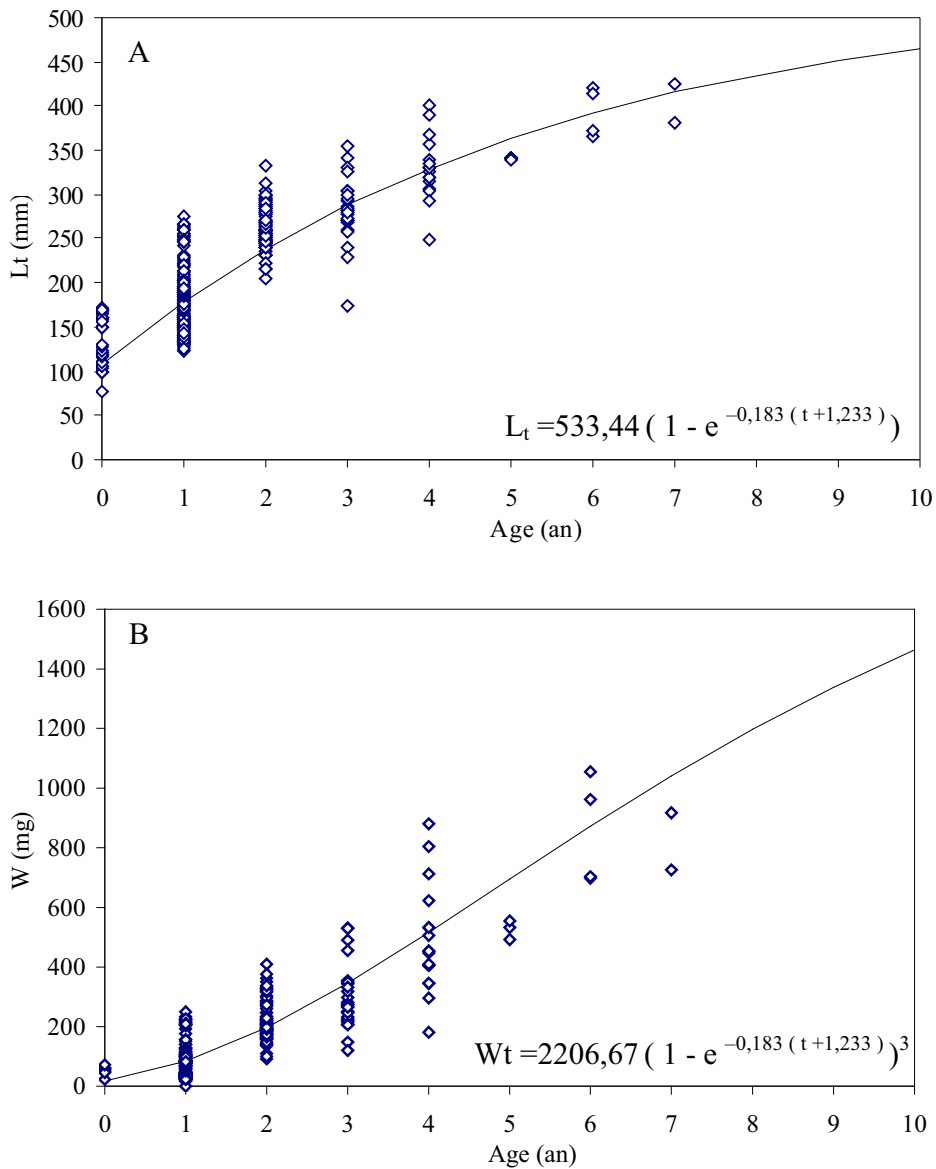 A
500
450
400
350
300
250
200
150
100
50
0
Lt (mm)
L_t =533,44 ( 1 - e^{–0,183 ( t+1,233 )})
0 1 2 3 4 5 6 7 8 9 10
Age (an)
B
1600
1400
1200
1000
800
600
400
200
0
W (mg)
Wt =2206,67 ( 1 - e^{–0,183 ( t+1,233 )})^3
0 1 2 3 4 5 6 7 8 9 10
Age (an)